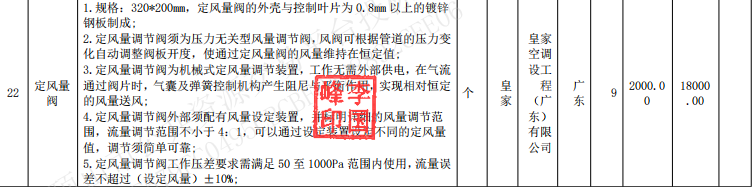 1.规格：320*200mm，定风量阀的外壳与控制叶片为 0.8mm 以上的镀锌
钢板制成;
2.定风量调节阀须为压力无关型风量调节阀，风阀可根据管道的压力变
化自动调整阀板开度，使通过定风量阀的风量维持在恒定值;
3.定风量调节阀为机械式定风量调节装置，工作无需外部供电，在气流
通过阀片时，气囊及弹簧控制机构产生阻尼与平衡作用，实现相对恒定
的风量送风;
4.定风量调节阀外部须配有风量设定装置，并标明详细的风量调节范
围，流量调节范围不小于 4：1，可以通过设定装置设定不同的定风量
值，调节须简单可靠;
5.定风量调节阀工作压差要求需满足 50 至 1000Pa 范围内使用，流量误
差不超过（设定风量）±10%;
22
定风量
阀
个
皇
家
皇家
空调
设工
程
（广
东）
有限
公司
广
东
9
2000.0
0
18000
.00
李国
峰印